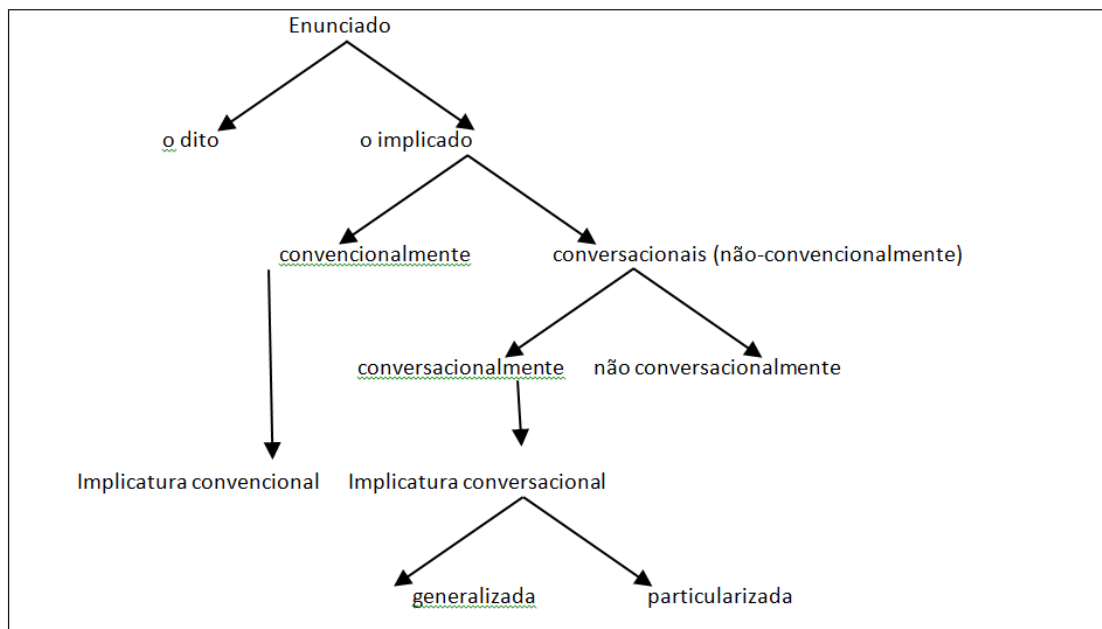 Enunciado
o dito o implicado
convencionalmente conversacionais (não-convencionalmente)
conversacionalmente não conversacionalmente
Implicatura convencional Implicatura conversacional
generalizada particularizada